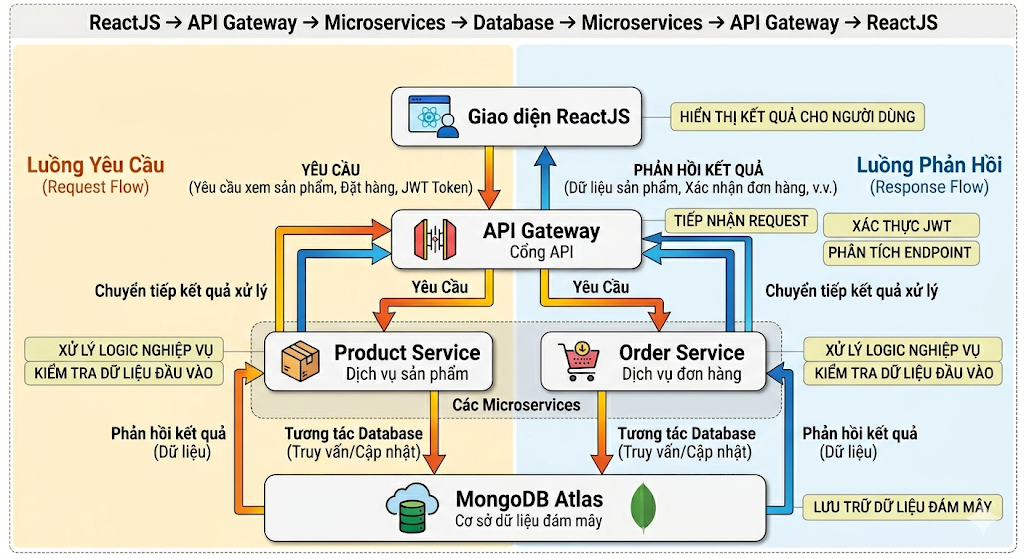 ReactJS → API Gateway → Microservices → Database → Microservices → API Gateway → ReactJS
Giao diện ReactJS
HIỂN THỊ KẾT QUẢ CHO NGƯỜI DÙNG
Luồng Yêu Cầu
(Request Flow)
YÊU CẦU
(Yêu cầu xem sản phẩm, Đặt hàng, JWT Token)
PHẢN HỒI KẾT QUẢ
(Dữ liệu sản phẩm, Xác nhận đơn hàng, v.v.)
Luồng Phản Hồi
(Response Flow)
API Gateway
Cổng API
TIẾP NHẬN REQUEST
XÁC THỰC JWT
PHÂN TÍCH ENDPOINT
Chuyển tiếp kết quả xử lý
Yêu Cầu
Yêu Cầu
Chuyển tiếp kết quả xử lý
XỬ LÝ LOGIC NGHIỆP VỤ
KIỂM TRA DỮ LIỆU ĐẦU VÀO
Product Service
Dịch vụ sản phẩm
Order Service
Dịch vụ đơn hàng
XỬ LÝ LOGIC NGHIỆP VỤ
KIỂM TRA DỮ LIỆU ĐẦU VÀO
Các Microservices
Phản hồi kết quả
(Dữ liệu)
Tương tác Database
(Truy vấn/Cập nhật)
Tương tác Database
(Truy vấn/Cập nhật)
Phản hồi kết quả
(Dữ liệu)
MongoDB Atlas
Cơ sở dữ liệu đám mây
LƯU TRỮ DỮ LIỆU ĐÁM MÂY